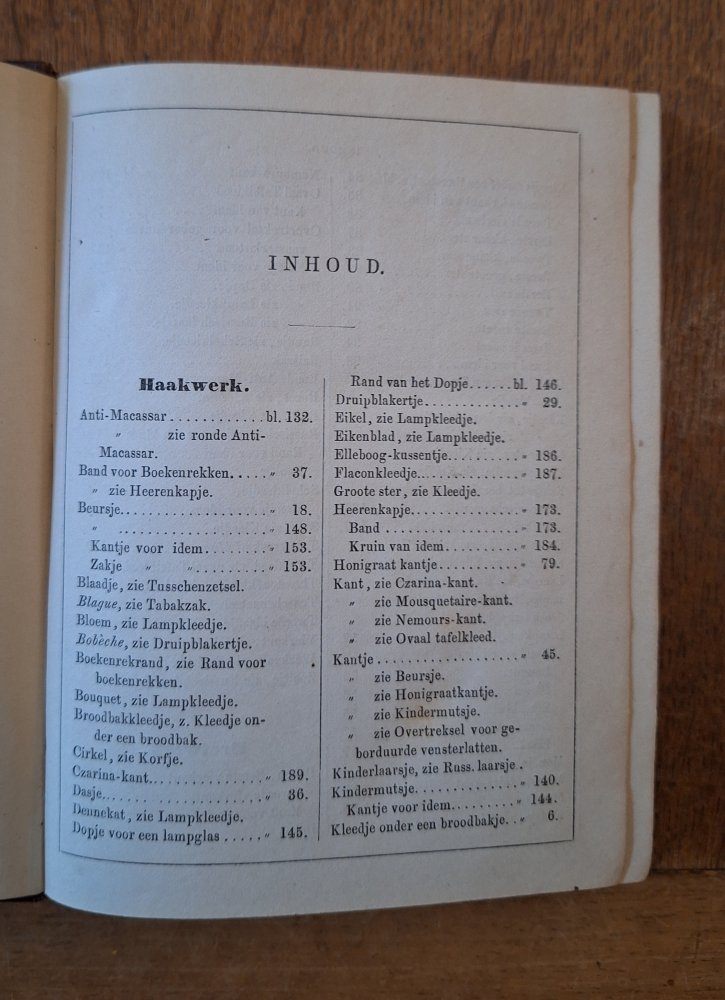 INHOUD.
Haakwerk.
Anti-Macassar............bl. 132.
„ zie ronde Anti-
Macassar.
Band voor Boekenrekken.....„ 37.
„ zie Heerenkapje.
Beursje...................„ 18.
„ ...................„ 148.
Kantje voor idem........„ 153.
Zakje „ „.........„ 153.
Blaadje, zie Tusschenzetsel.
Blague, zie Tabakzak.
Bloem, zie Lampkleedje.
Bobèche, zie Druipblakertje.
Boekenrekrand, zie Rand voor
boekenrekken.
Bouquet, zie Lampkleedje.
Broodbakkleedje, z. Kleedje on-
der een broodbak.
Cirkel, zie Korfje.
Czarina-kant..............„ 189.
Dasje.....................„ 36.
Dennekat, zie Lampkleedje.
Dopje voor een lampglas.....„ 145.
Rand van het Dopje......bl. 146.
Druipblakertje.............„ 29.
Eikel, zie Lampkleedje.
Eikenblad, zie Lampkleedje.
Elleboog-kussentje..........„ 186.
Flaconkleedje..............„ 187.
Groote ster, zie Kleedje.
Heerenkapje...............„ 173.
Band ..................„ 173.
Kruin van idem..........„ 184.
Honigraat kantje...........„ 79.
Kant, zie Czarina-kant.
„ zie Mousquetaire-kant.
„ zie Nemours-kant.
„ zie Ovaal tafelkleed.
Kantje...................„ 45.
„ zie Beursje.
„ zie Honigraatkantje.
„ zie Kindermutsje.
„ zie Overtreksel voor ge-
borduurde vensterlatten.
Kinderlaarsje, zie Russ. laarsje.
Kindermutsje..............„ 140.
Kantje voor idem.........„ 144.
Kleedje onder een broodbakje..„ 6.